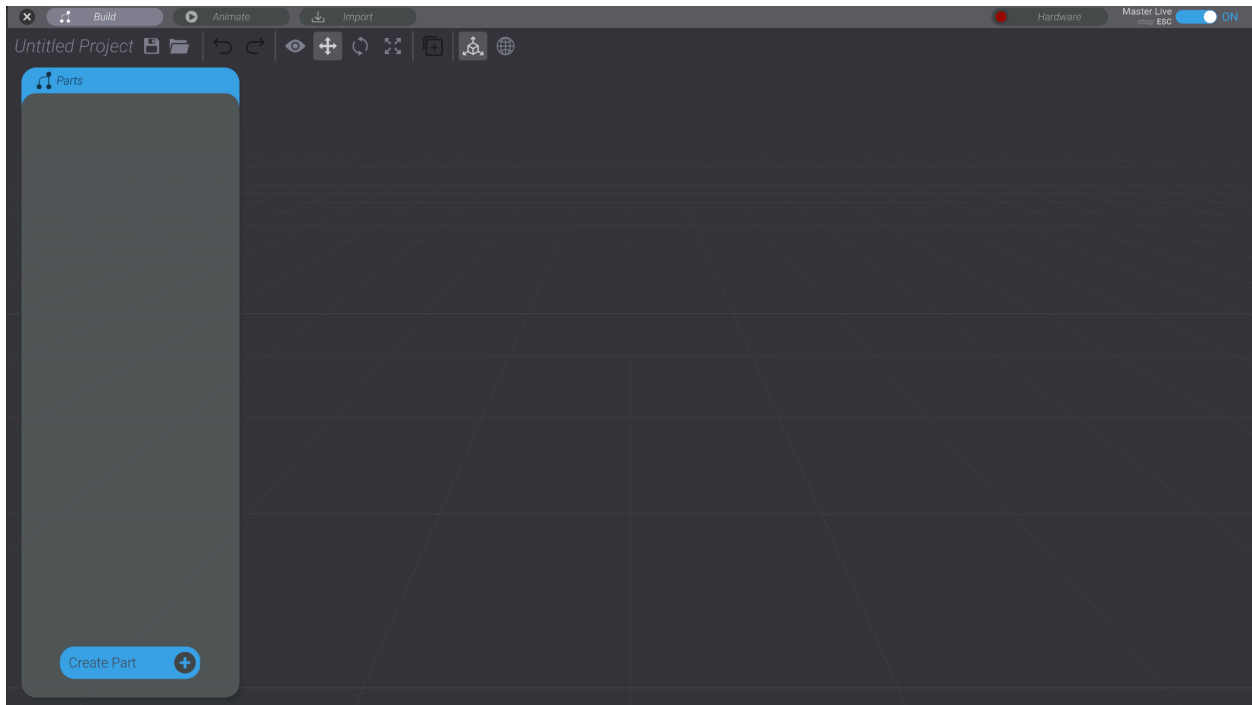 Build
Animate
Import
Hardware
Master Live
stop: ESC
ON
Untitled Project
Parts
Create Part